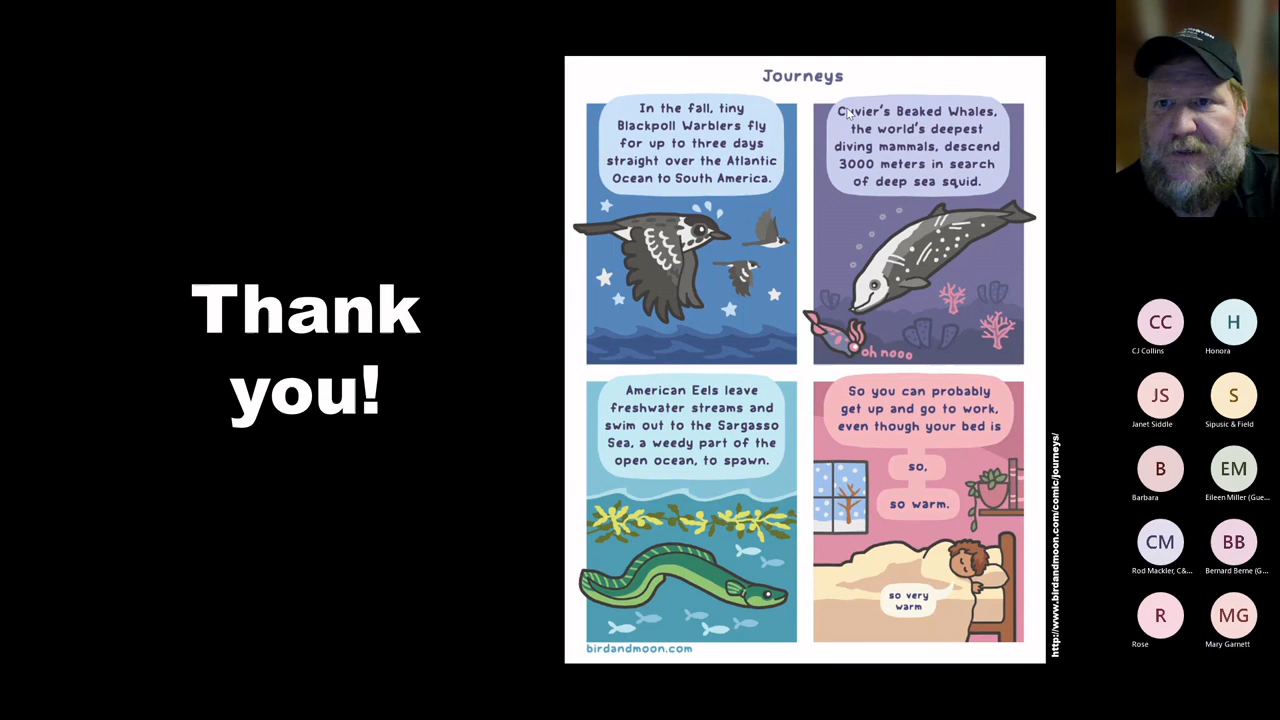 Thank
you!
Journeys
In the fall, tiny
Blackpoll Warblers fly
for up to three days
straight over the Atlantic
Ocean to South America.
Cuvier's Beaked Whales,
the world's deepest
diving mammals, descend
3000 meters in search
of deep sea squid.
oh nooo
American Eels leave
freshwater streams and
swim out to the Sargasso
Sea, a weedy part of the
open ocean, to spawn.
So you can probably
get up and go to work,
even though your bed is
so,
so warm.
so very
warm
birdandmoon.com
http://www.birdandmoon.com/comic/journeys/
CC
H
CJ Collins
Honora
JS
S
Janet Siddle
Sipusic & Field
B
EM
Barbara
Eileen Miller (Gue...
CM
BB
Rod Mackler, C&...
Bernard Berne (G...
R
MG
Rose
Mary Garnett